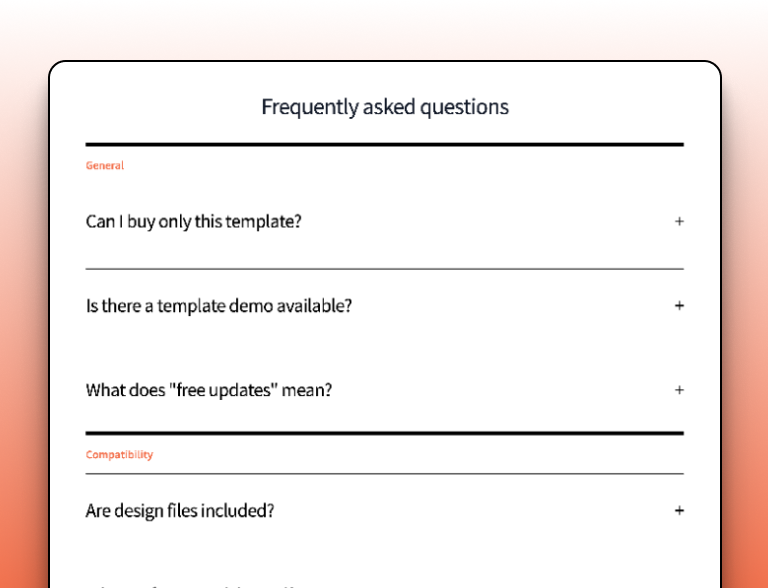 Frequently asked questions
General
Can I buy only this template?
+
Is there a template demo available?
+
What does "free updates" mean?
+
Compatibility
Are design files included?
+